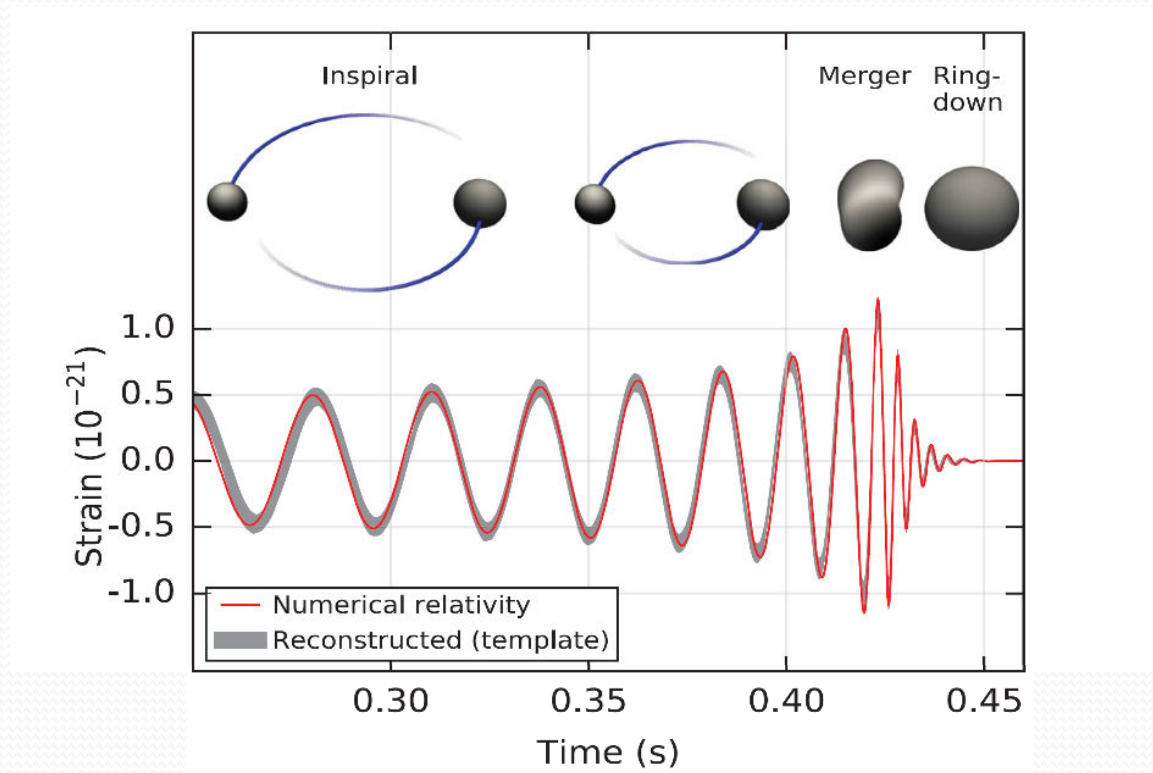 Inspiral
Merger
Ring-
down
1.0
0.5
0.0
-0.5
-1.0
Strain (10⁻²¹)
Numerical relativity
Reconstructed (template)
0.30
0.35
0.40
0.45
Time (s)